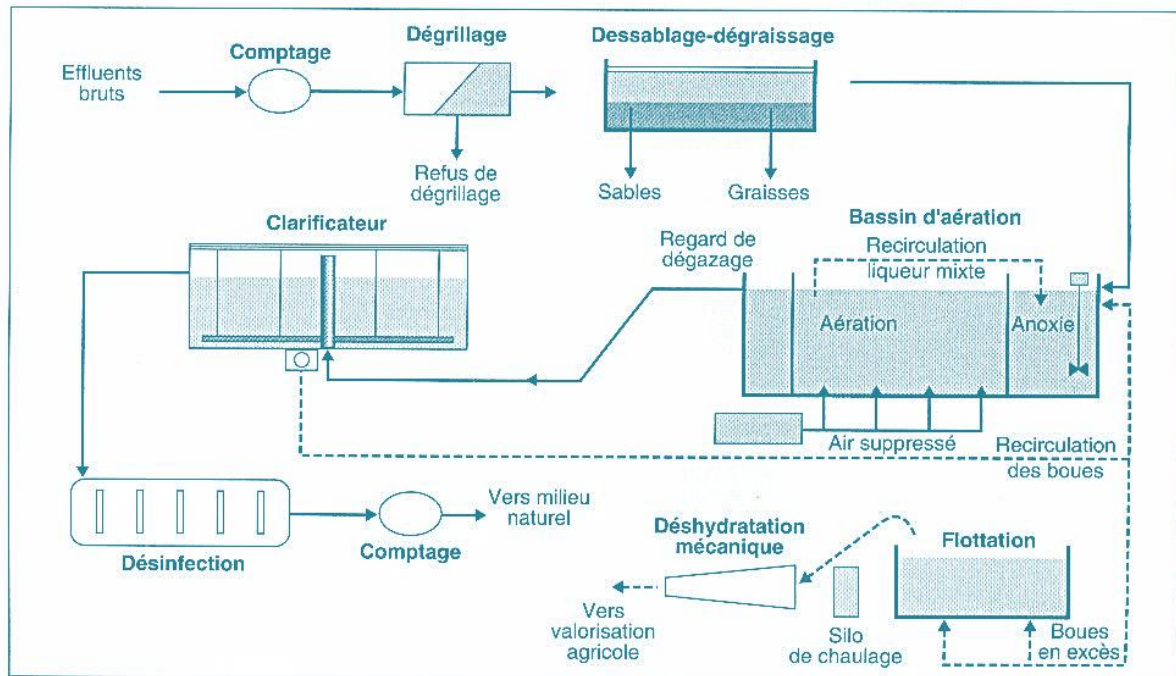 Comptage
Dégrillage
Dessablage-dégraissage
Effluents
bruts
Refus de
dégrillage
Sables
Graisses
Clarificateur
Regard de
dégazage
Bassin d'aération
Recirculation
liqueur mixte
Aération
Anoxie
Air suppressé
Recirculation
des boues
Vers milieu
naturel
Désinfection
Comptage
Déshydratation
mécanique
Flottation
Vers
valorisation
agricole
Silo
de chaulage
Boues
en excès